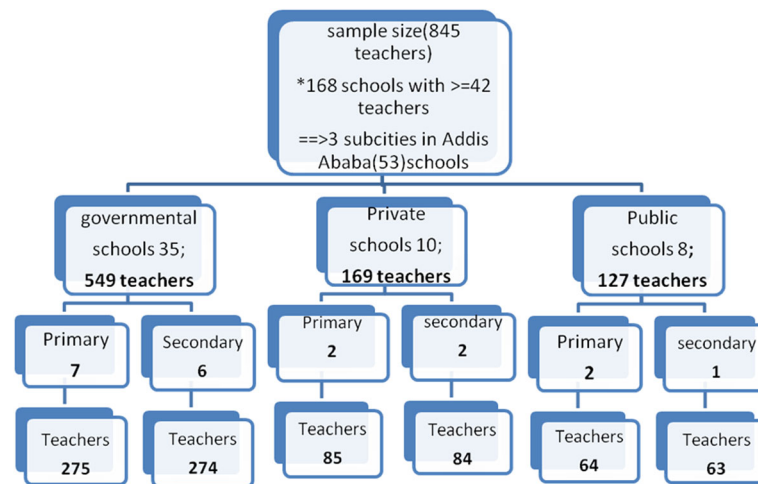 sample size(845
teachers)
*168 schools with >=42
teachers
==>3 subcities in Addis
Ababa(53)schools
governmental
schools 35;
549 teachers
Private
schools 10;
169 teachers
Public
schools 8;
127 teachers
Primary
7
Secondary
6
Primary
2
secondary
2
Primary
2
secondary
1
Teachers
275
Teachers
274
Teachers
85
Teachers
84
Teachers
64
Teachers
63